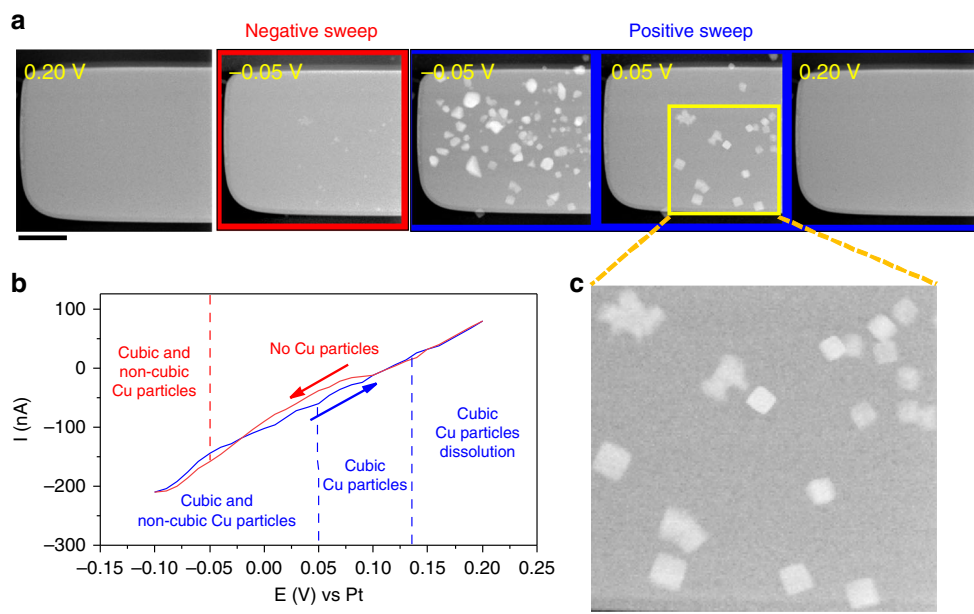 a
Negative sweep
Positive sweep
0.20 V
–0.05 V
–0.05 V
0.05 V
0.20 V
b
c
100
0
–100
–200
–300
I (nA)
Cubic and
non-cubic
Cu particles
No Cu particles
Cubic
Cu particles
dissolution
Cubic
Cu particles
Cubic and
non-cubic Cu particles
–0.15
–0.10
–0.05
0.00
0.05
0.10
0.15
0.20
0.25
E (V) vs Pt